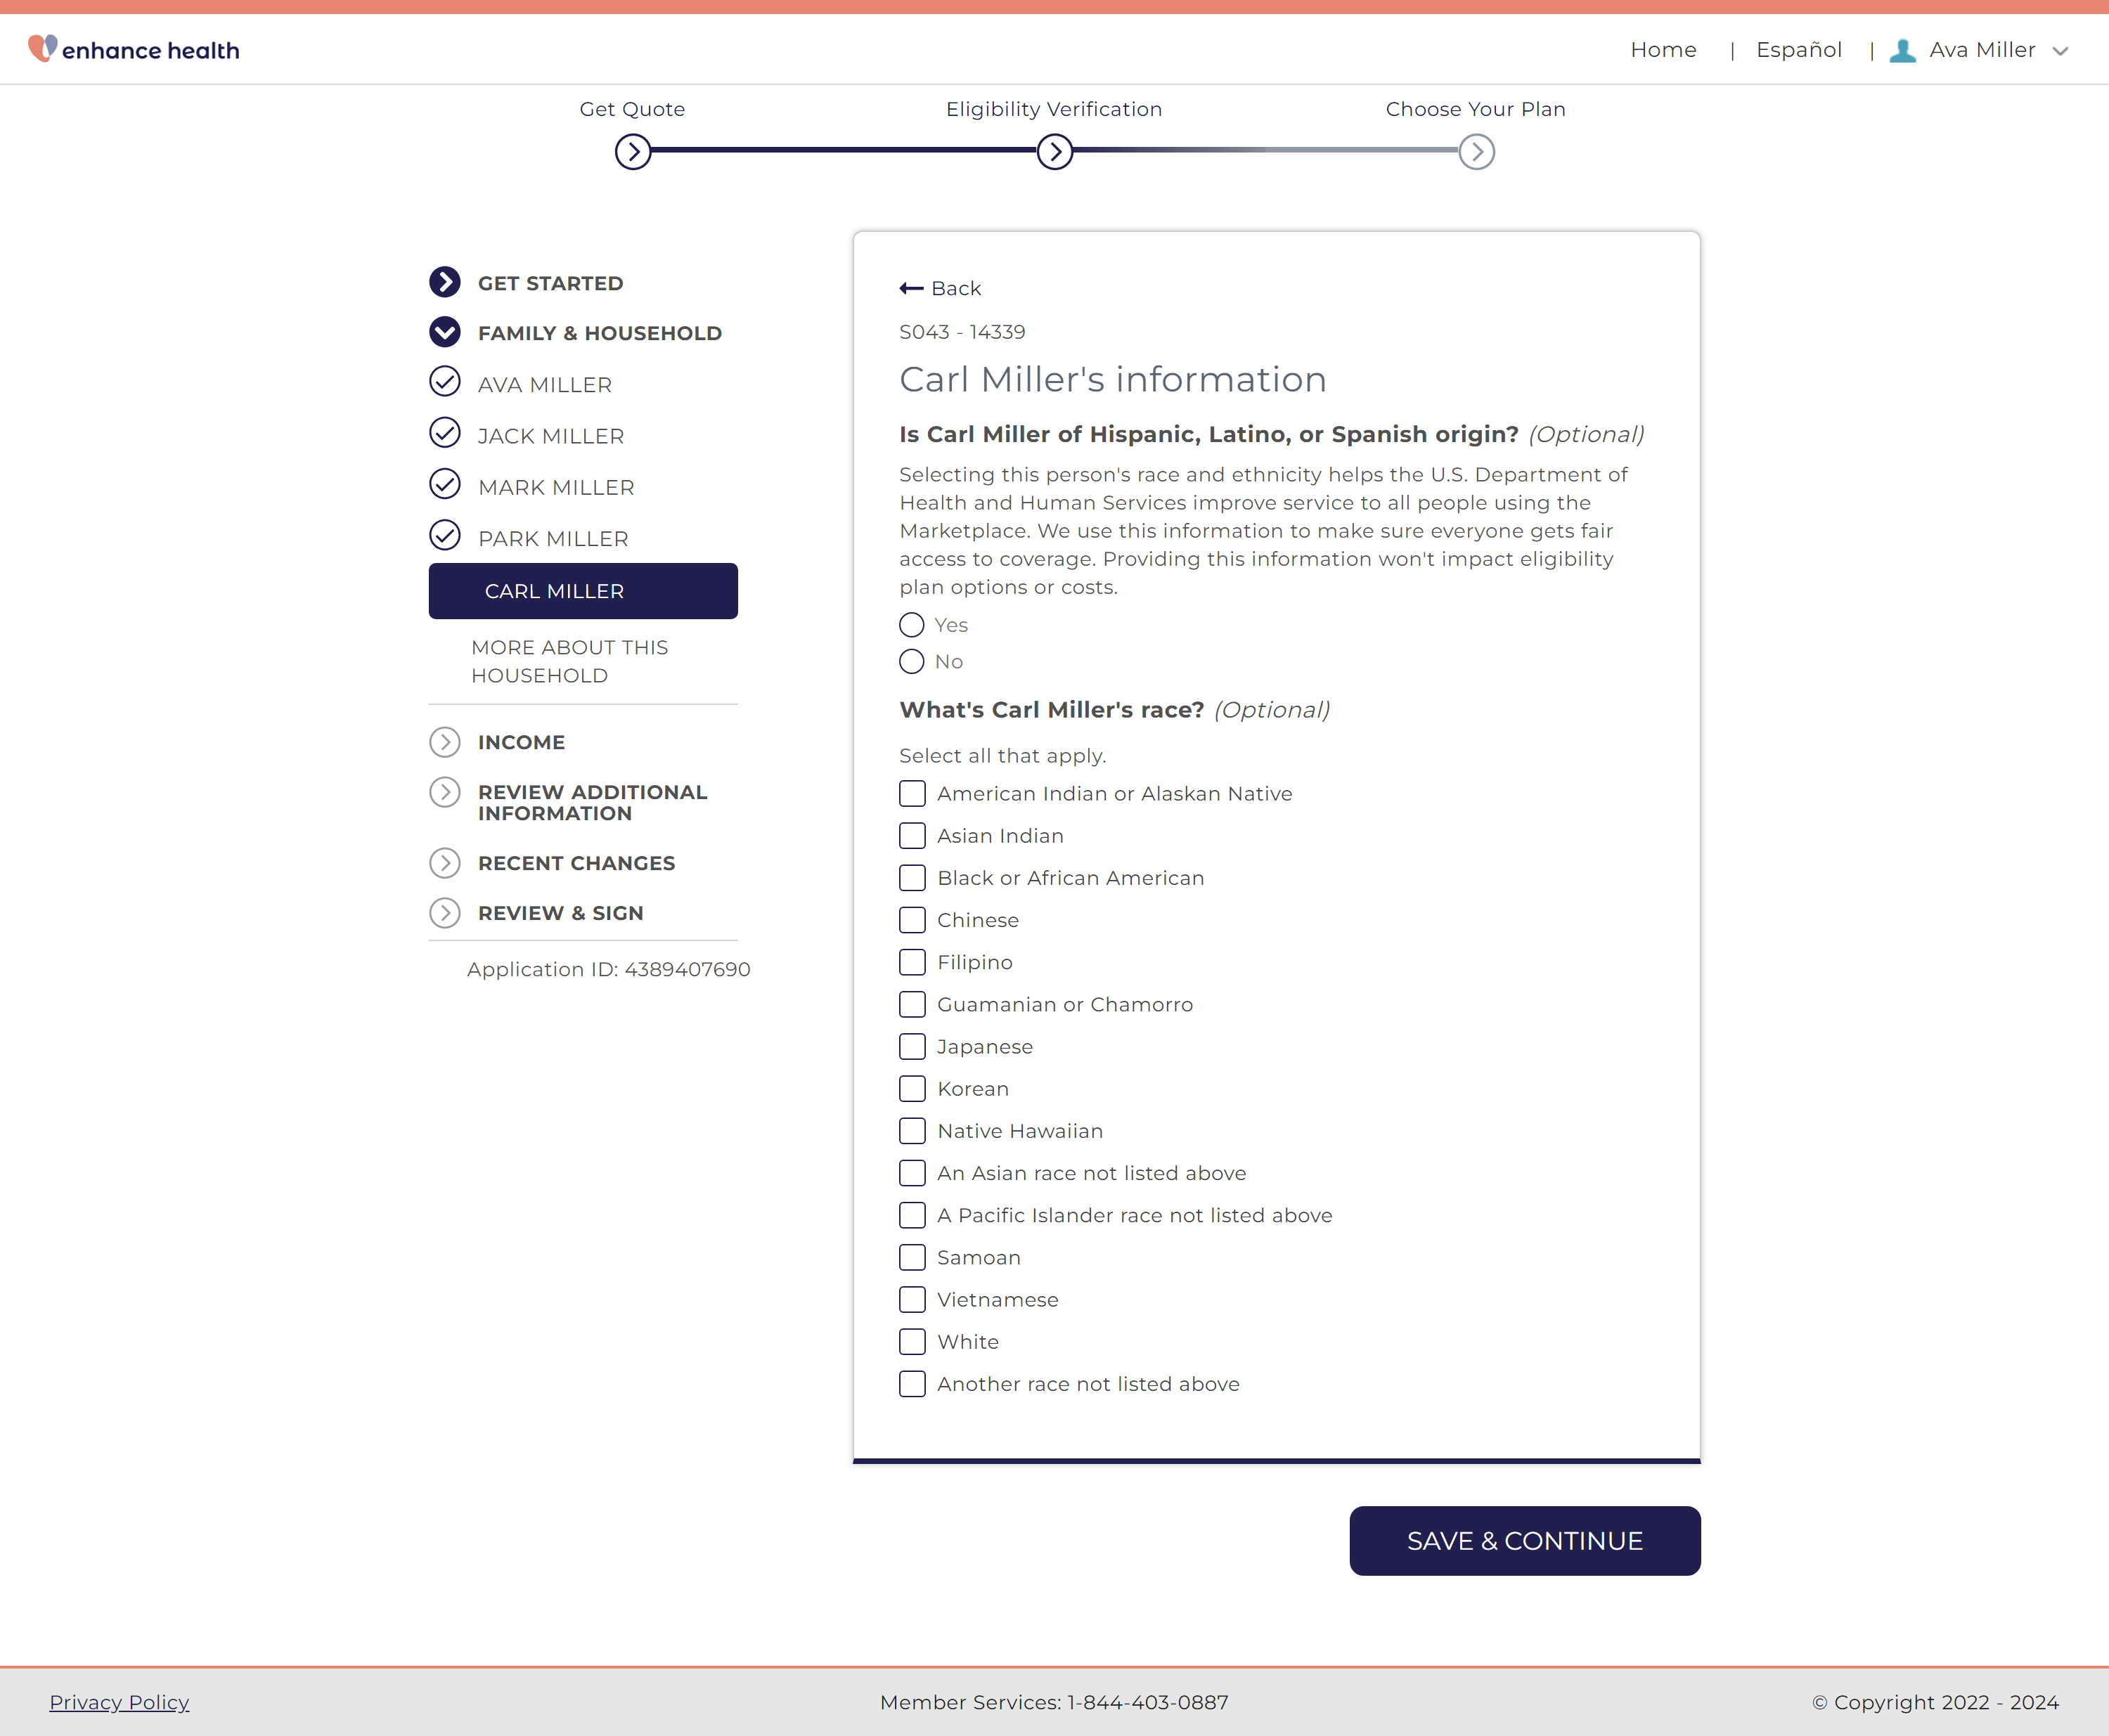 enhance health
Home | Español | Ava Miller
Get Quote
Eligibility Verification
Choose Your Plan
GET STARTED
FAMILY & HOUSEHOLD
AVA MILLER
JACK MILLER
MARK MILLER
PARK MILLER
CARL MILLER
MORE ABOUT THIS
HOUSEHOLD
INCOME
REVIEW ADDITIONAL
INFORMATION
RECENT CHANGES
REVIEW & SIGN
Application ID: 4389407690
Back
S043 - 14339
Carl Miller's information
Is Carl Miller of Hispanic, Latino, or Spanish origin? (Optional)
Selecting this person's race and ethnicity helps the U.S. Department of
Health and Human Services improve service to all people using the
Marketplace. We use this information to make sure everyone gets fair
access to coverage. Providing this information won't impact eligibility
plan options or costs.
Yes
No
What's Carl Miller's race? (Optional)
Select all that apply.
American Indian or Alaskan Native
Asian Indian
Black or African American
Chinese
Filipino
Guamanian or Chamorro
Japanese
Korean
Native Hawaiian
An Asian race not listed above
A Pacific Islander race not listed above
Samoan
Vietnamese
White
Another race not listed above
SAVE & CONTINUE
Privacy Policy
Member Services: 1-844-403-0887
© Copyright 2022 - 2024